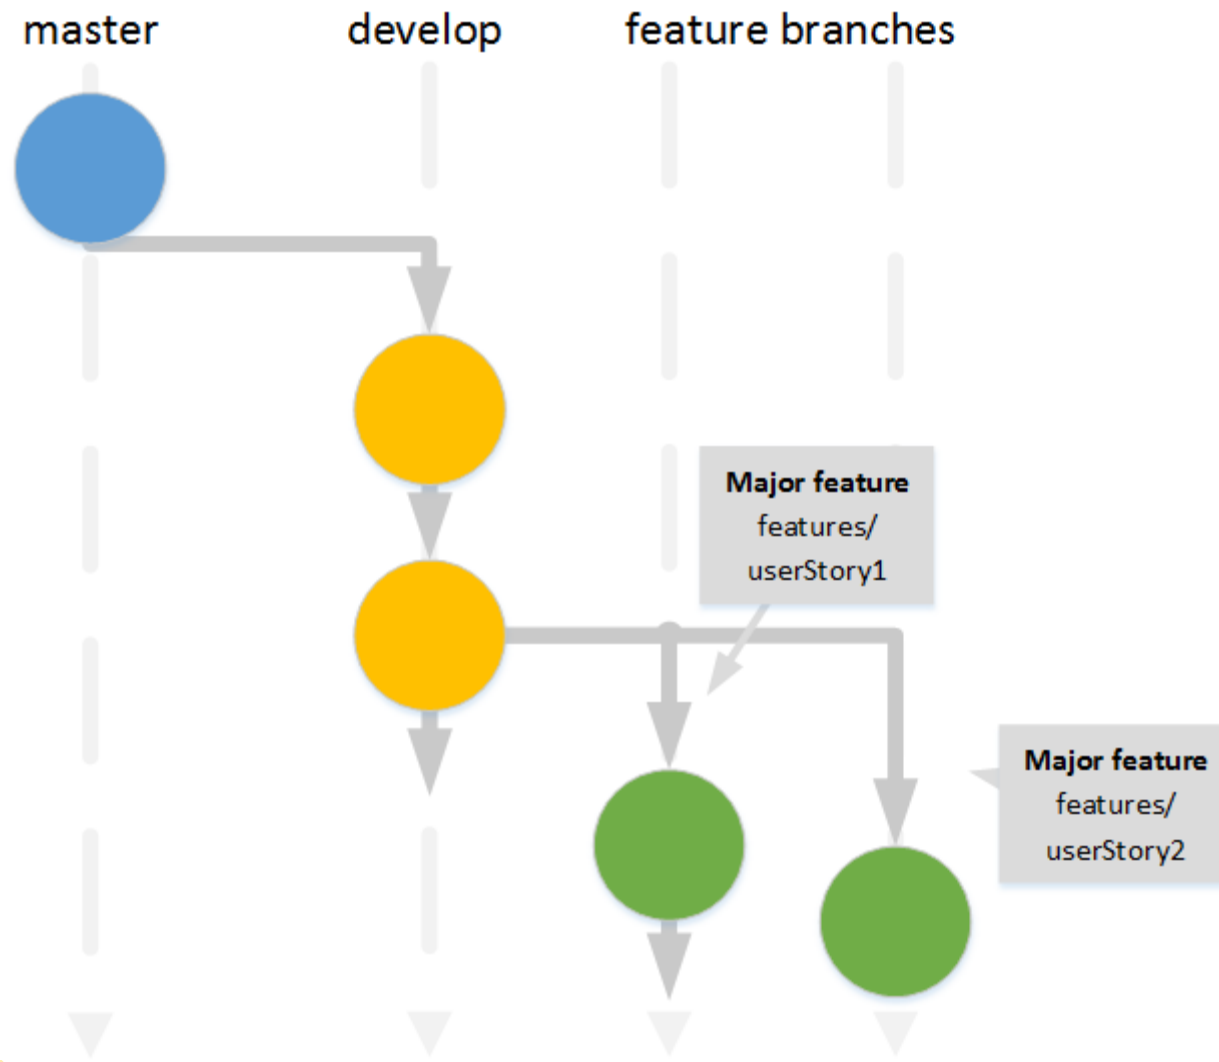 master
develop
feature branches
Major feature
features/
userStory1
Major feature
features/
userStory2